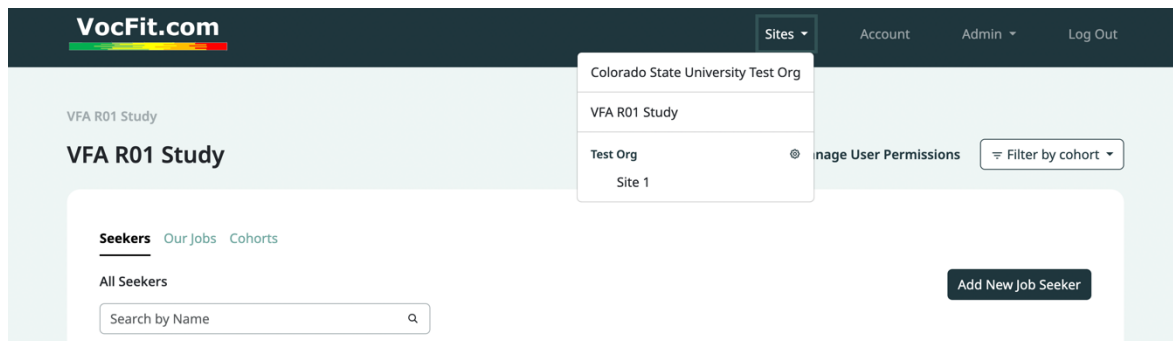 VocFit.com
Sites Account Admin Log Out
Colorado State University Test Org
VFA R01 Study
Test Org
Site 1
VFA R01 Study
VFA R01 Study
User Permissions
Filter by cohort
Seekers Our Jobs Cohorts
All Seekers
Add New Job Seeker
Search by Name